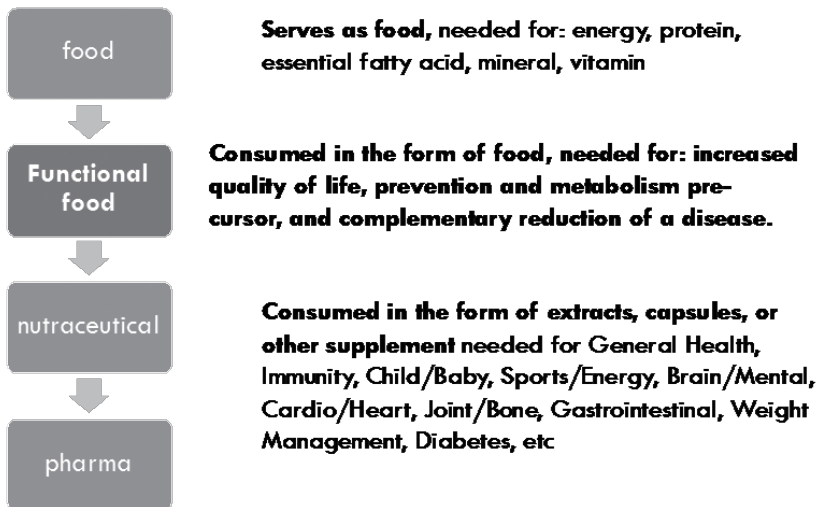 food
Serves as food, needed for: energy, protein,
essential fatty acid, mineral, vitamin
Functional
food
Consumed in the form of food, needed for: increased
quality of life, prevention and metabolism pre-
cursor, and complementary reduction of a disease.
nutraceutical
Consumed in the form of extracts, capsules, or
other supplement needed for General Health,
Immunity, Child/Baby, Sports/Energy, Brain/Mental,
Cardio/Heart, Joint/Bone, Gastrointestinal, Weight
Management, Diabetes, etc
pharma